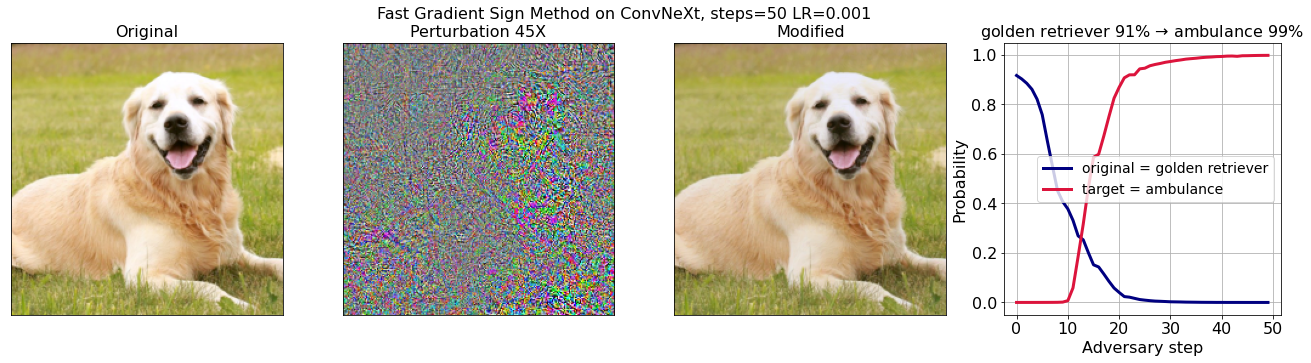 Fast Gradient Sign Method on ConvNeXt, steps=50 LR=0.001
Original
Perturbation 45X
Modified
golden retriever 91% → ambulance 99%
Probability
1.0
0.8
0.6
0.4
0.2
0.0
original = golden retriever
target = ambulance
0 10 20 30 40 50
Adversary step